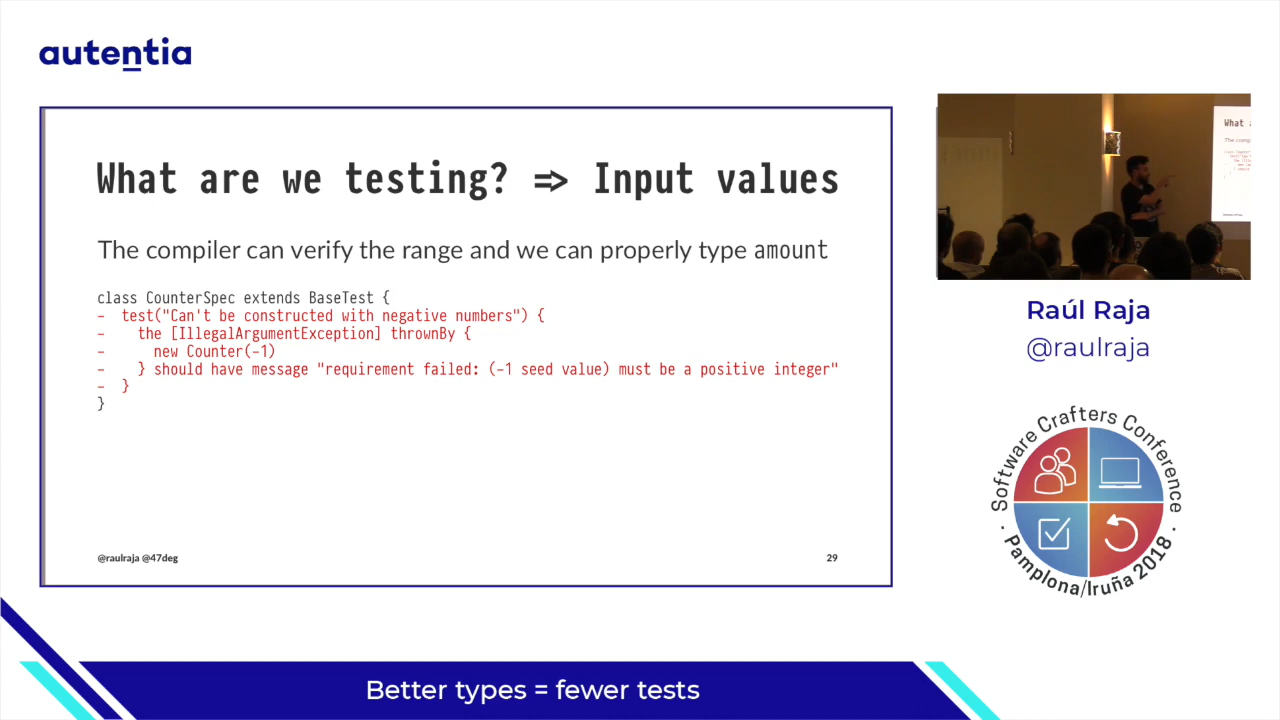 autentia
What are we testing? ⇒ Input values
The compiler can verify the range and we can properly type amount
class CounterSpec extends BaseTest {
- test("Can't be constructed with negative numbers") {
- the [IllegalArgumentException] thrownBy {
- new Counter(-1)
- } should have message "requirement failed: (-1 seed value) must be a positive integer"
- }
}
@raulraja @47deg
29
What
Raúl Raja
@raulraja
Software Crafters Conference
· Pamplona/Iruña 2018 ·
Better types = fewer tests